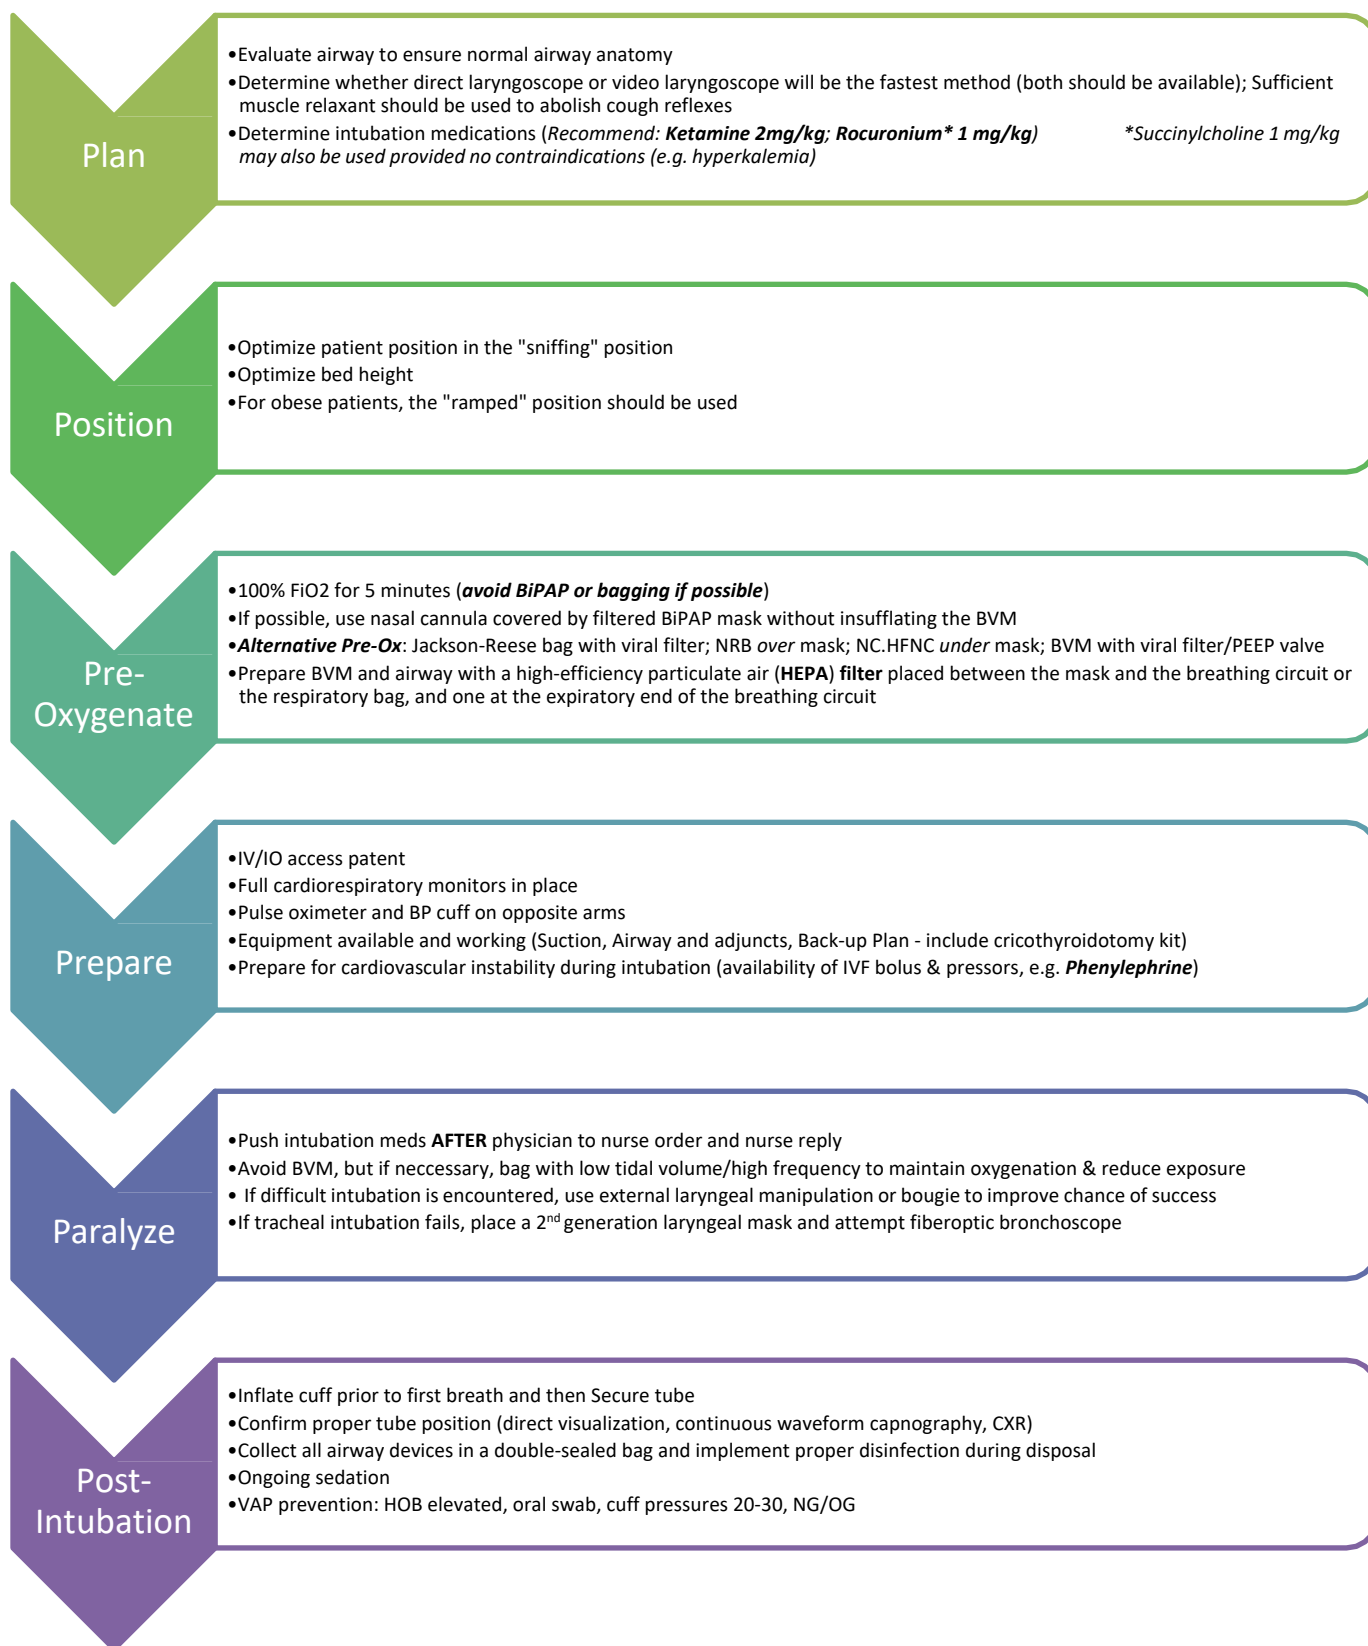 Plan
•Evaluate airway to ensure normal airway anatomy
•Determine whether direct laryngoscope or video laryngoscope will be the fastest method (both should be available); Sufficient
muscle relaxant should be used to abolish cough reflexes
•Determine intubation medications (Recommend: Ketamine 2mg/kg; Rocuronium* 1 mg/kg) *Succinylcholine 1 mg/kg
may also be used provided no contraindications (e.g. hyperkalemia)
Position
•Optimize patient position in the "sniffing" position
•Optimize bed height
•For obese patients, the "ramped" position should be used
Pre-
Oxygenate
•100% FiO2 for 5 minutes (avoid BiPAP or bagging if possible)
•If possible, use nasal cannula covered by filtered BiPAP mask without insufflating the BVM
•Alternative Pre-Ox: Jackson-Reese bag with viral filter; NRB over mask; NC.HFNC under mask; BVM with viral filter/PEEP valve
•Prepare BVM and airway with a high-efficiency particulate air (HEPA) filter placed between the mask and the breathing circuit or
the respiratory bag, and one at the expiratory end of the breathing circuit
Prepare
•IV/IO access patent
•Full cardiorespiratory monitors in place
•Pulse oximeter and BP cuff on opposite arms
•Equipment available and working (Suction, Airway and adjuncts, Back-up Plan - include cricothyroidotomy kit)
•Prepare for cardiovascular instability during intubation (availability of IVF bolus & pressors, e.g. Phenylephrine)
Paralyze
•Push intubation meds AFTER physician to nurse order and nurse reply
•Avoid BVM, but if neccessary, bag with low tidal volume/high frequency to maintain oxygenation & reduce exposure
• If difficult intubation is encountered, use external laryngeal manipulation or bougie to improve chance of success
•If tracheal intubation fails, place a 2nd generation laryngeal mask and attempt fiberoptic bronchoscope
Post-
Intubation
•Inflate cuff prior to first breath and then Secure tube
•Confirm proper tube position (direct visualization, continuous waveform capnography, CXR)
•Collect all airway devices in a double-sealed bag and implement proper disinfection during disposal
•Ongoing sedation
•VAP prevention: HOB elevated, oral swab, cuff pressures 20-30, NG/OG